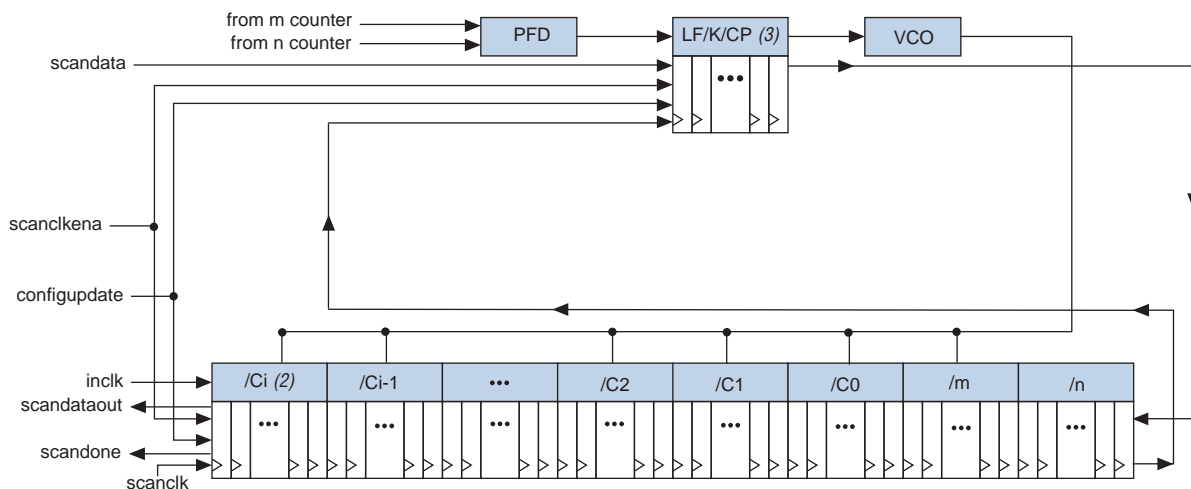 from m counter
from n counter
PFD
LF/K/CP (3)
VCO
scandata
•••
scanclkena
configupdate
inclk
/Ci (2)
/Ci-1
•••
/C2
/C1
/C0
/m
/n
scandataout
•••
•••
•••
•••
•••
•••
•••
•••
scandone
scanclk